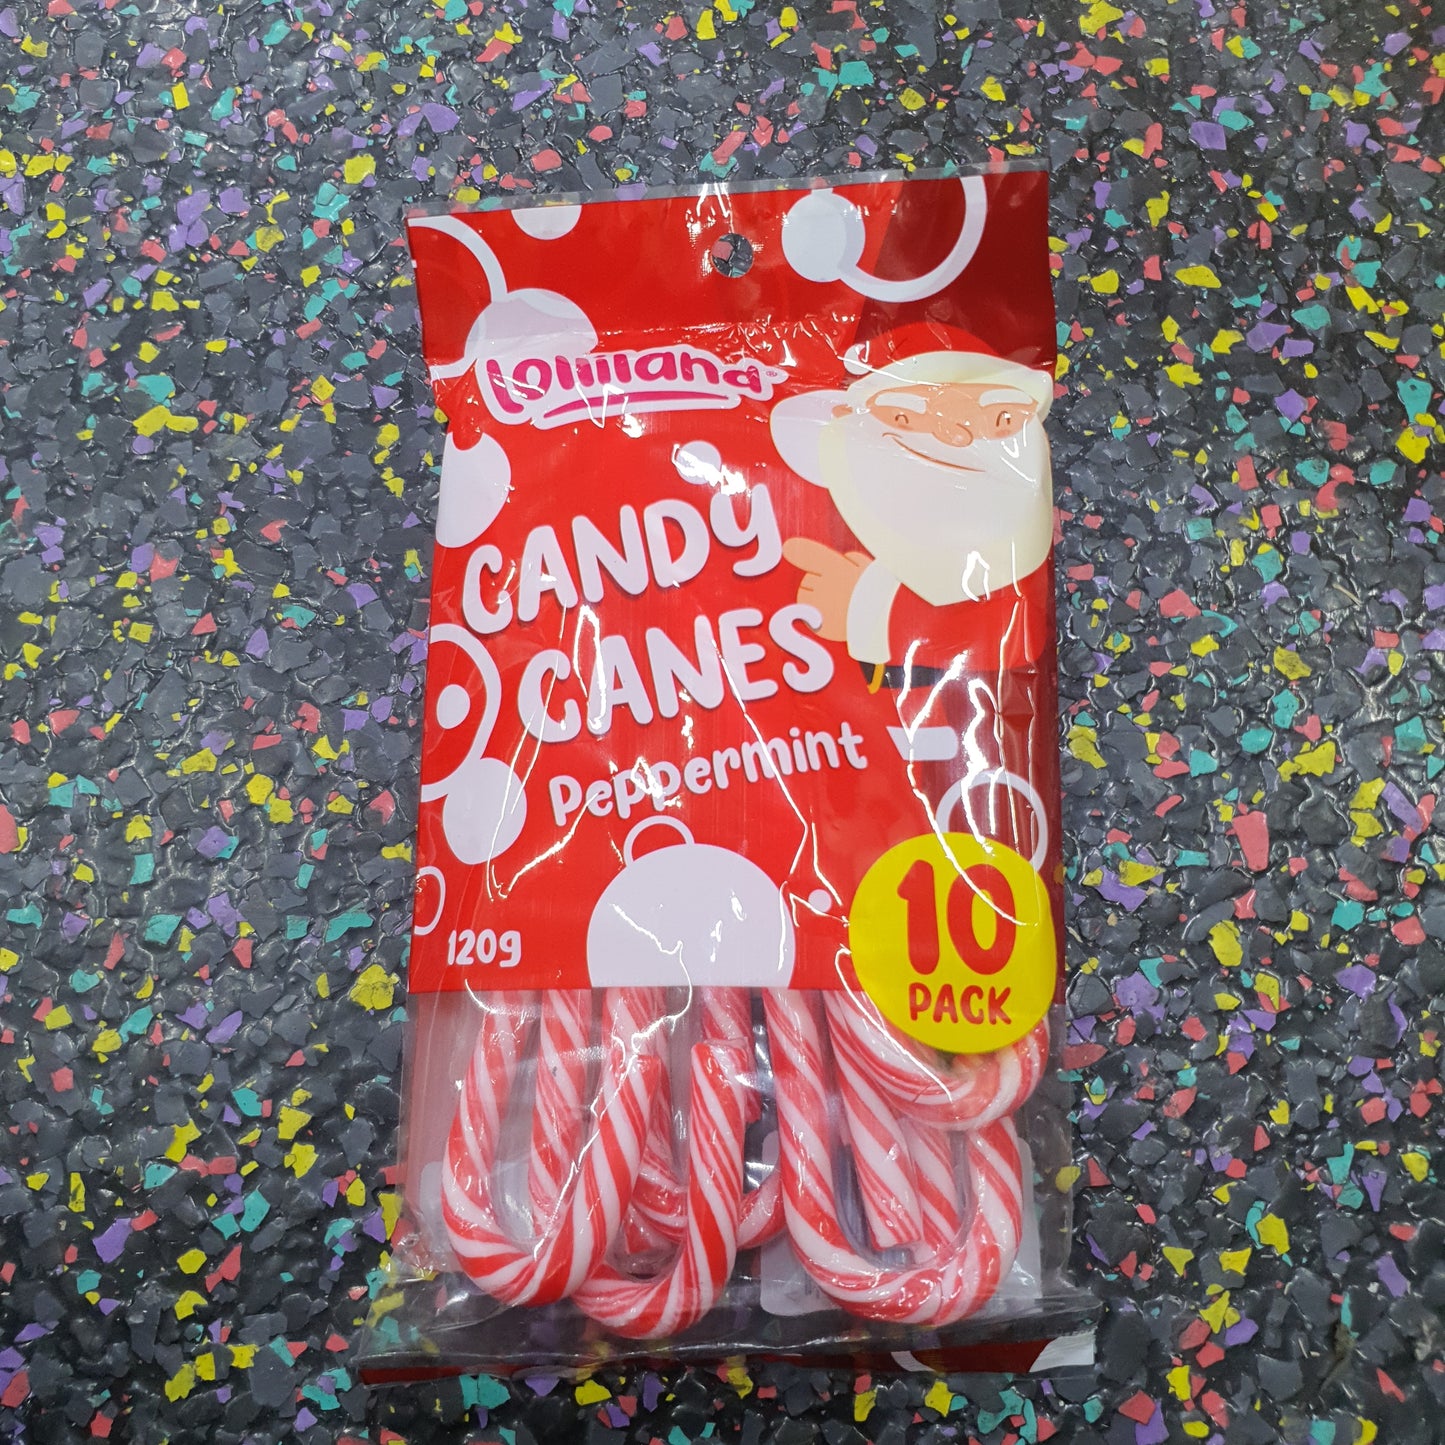 Lolliland®
CANDY
CANES
Peppermint
120g
10
PACK